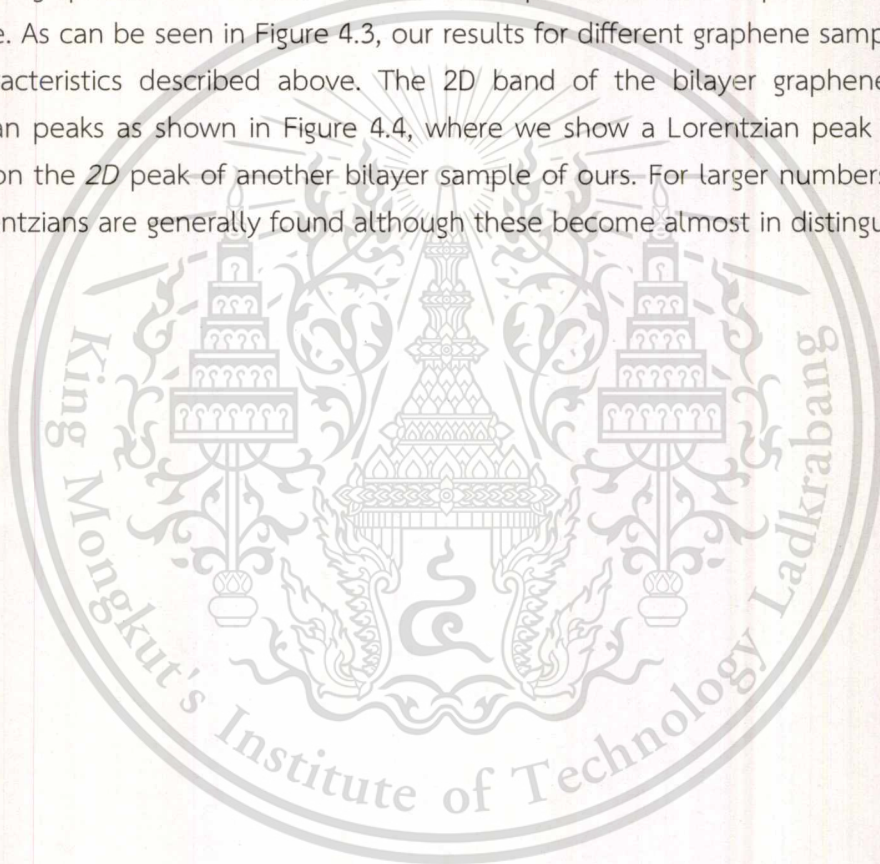 e. As can be seen in Figure 4.3, our results for different graphene samp
acteristics described above. The 2D band of the bilayer graphene
an peaks as shown in Figure 4.4, where we show a Lorentzian peak
on the 2D peak of another bilayer sample of ours. For larger numbers
entzians are generally found although these become almost in distingu
King Mongkut's Institute of Technology Ladkrabang